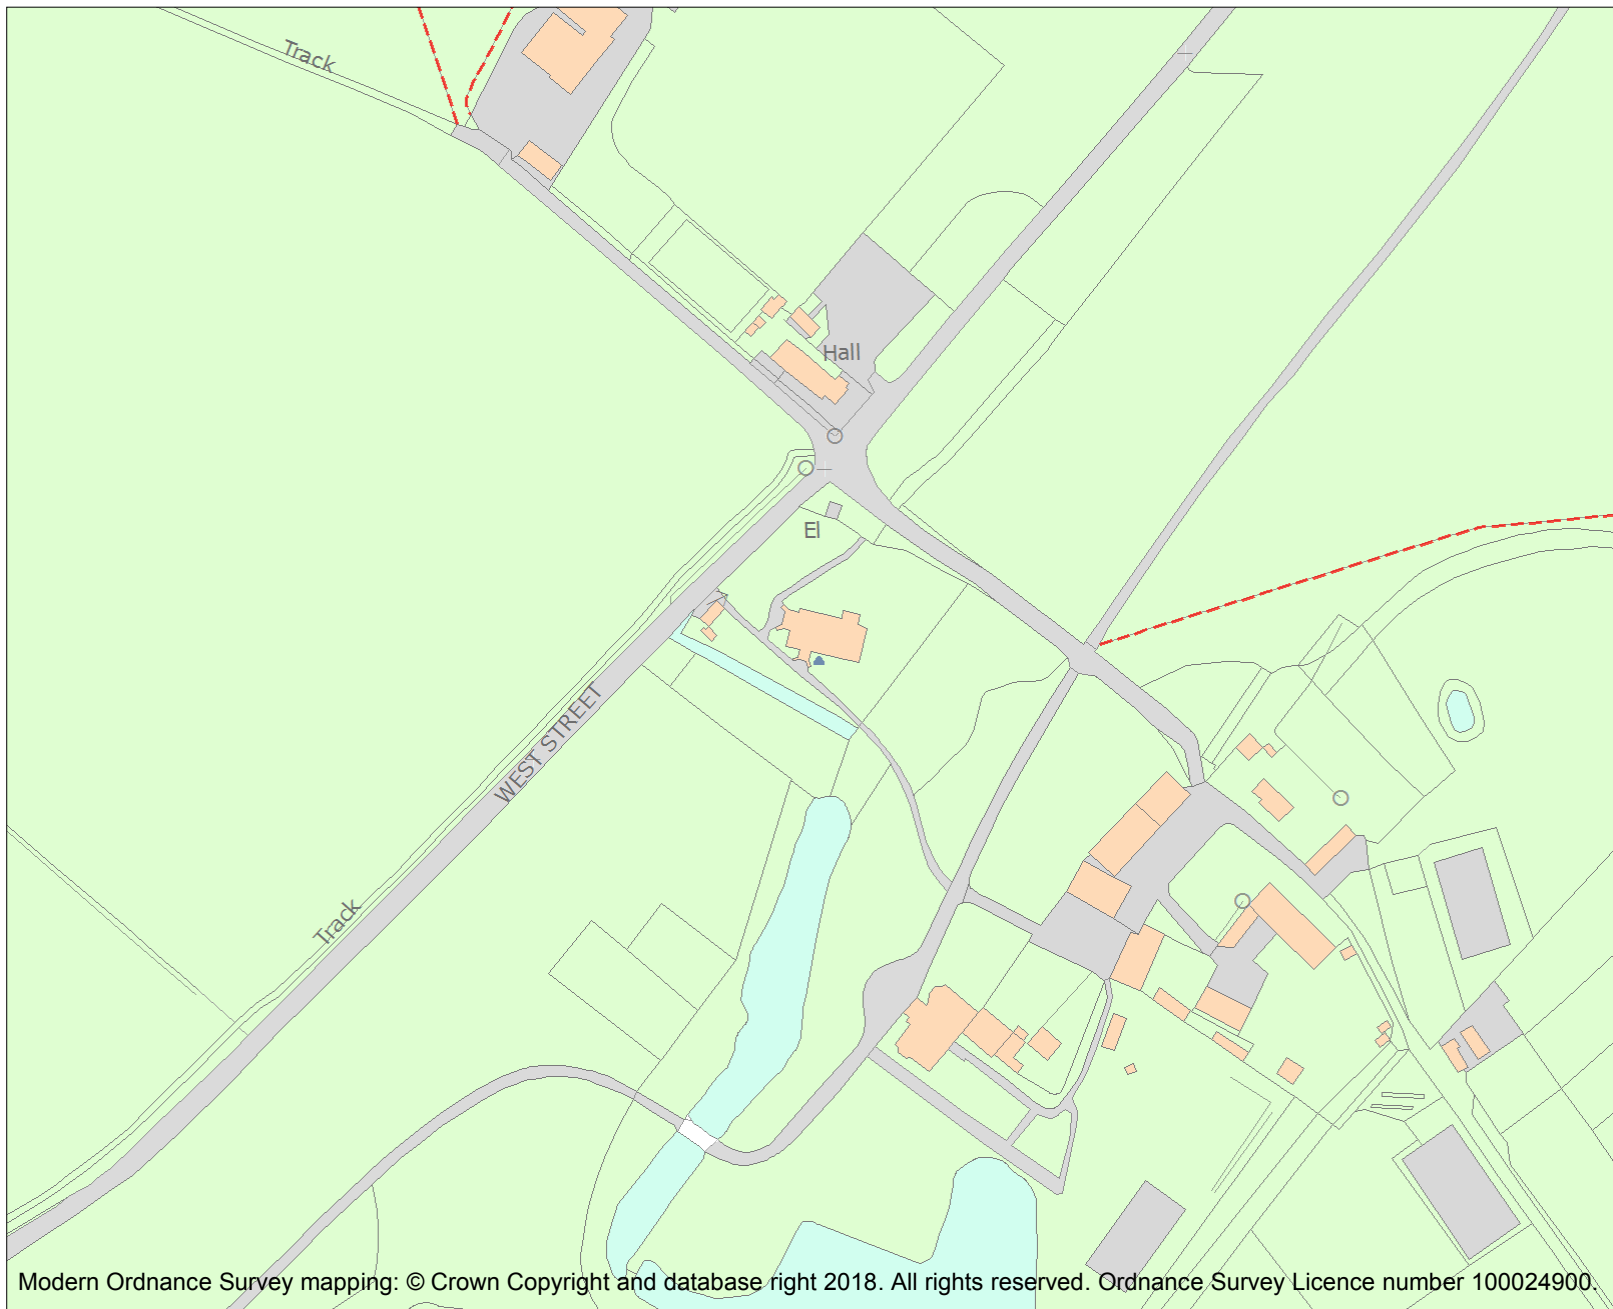 Track
Hall
El
WEST STREET
Track
Modern Ordnance Survey mapping: © Crown Copyright and database right 2018. All rights reserved. Ordnance Survey Licence number 100024900.